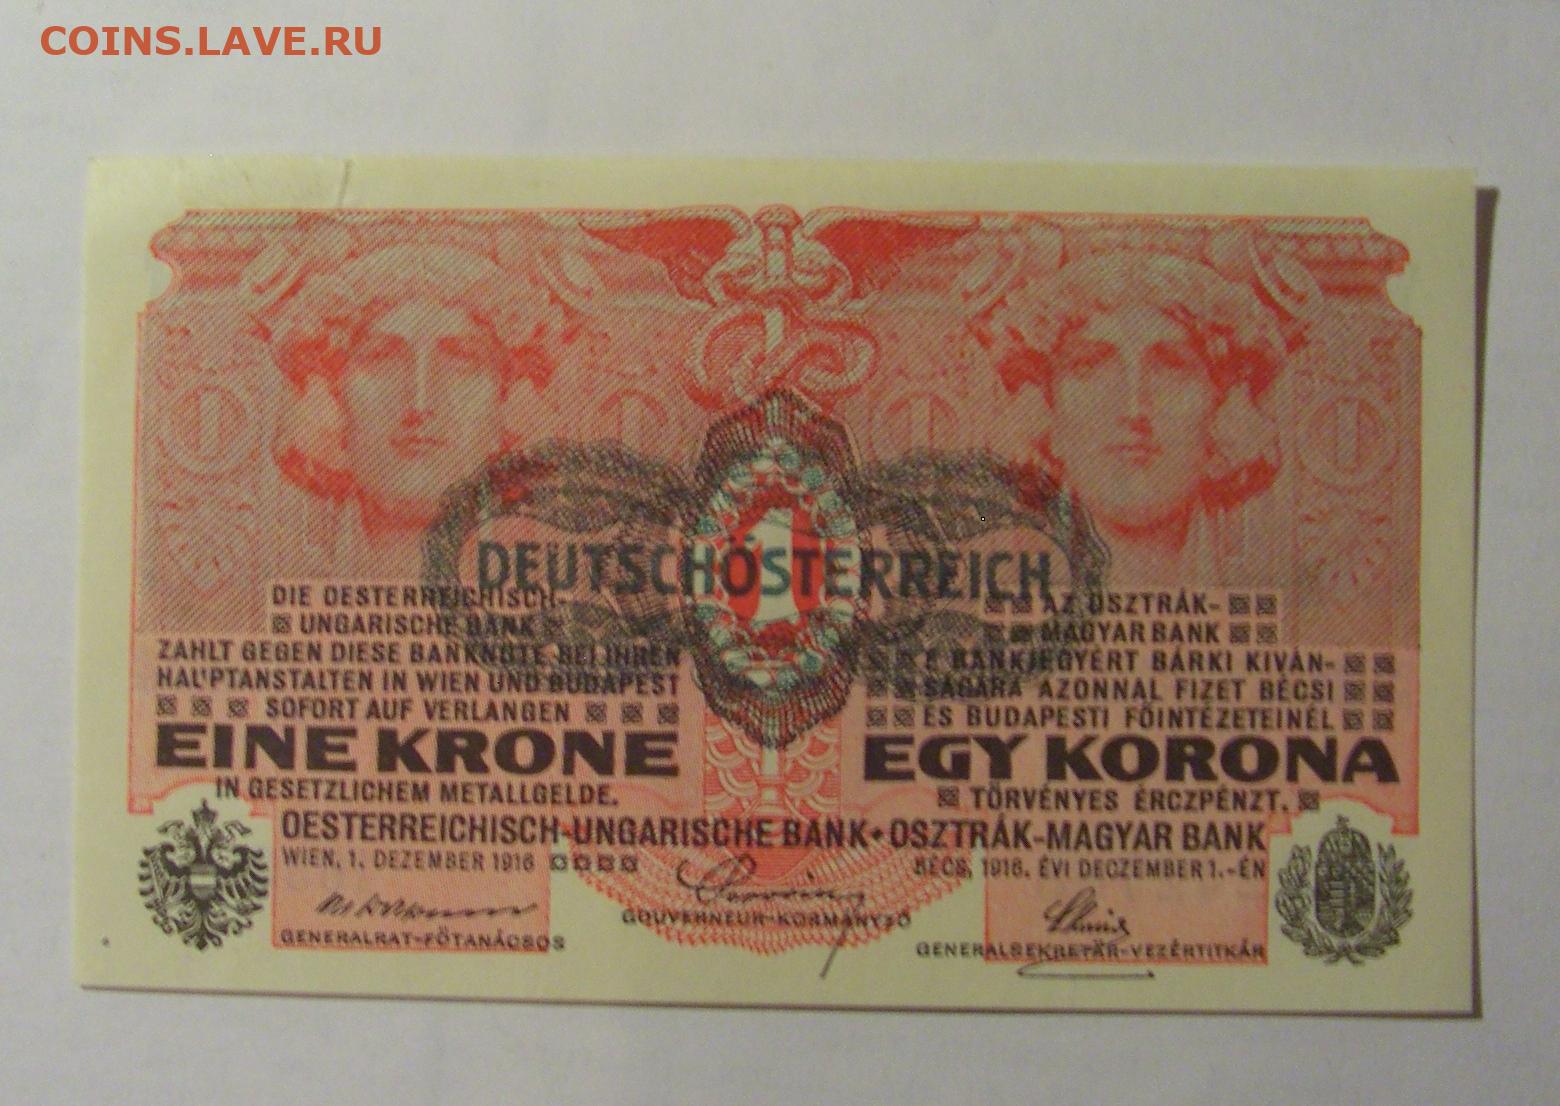 COINS.LAVE.RU
1
DEUTSCHÖSTERREICH
DIE OESTERREICHISCH-
UNGARISCHE BANK
ZAHLT GEGEN DIESE BANKNOTE BEI IHREN
HAUPTANSTALTEN IN WIEN UND BUDAPEST
SOFORT AUF VERLANGEN
EINE KRONE
IN GESETZLICHEM METALLGELDE.
AZ OSZTRÁK-
MAGYAR BANK
E BANKJEGYÉRT BÁRKI KIVÁN-
SÁGÁRA AZONNAL FIZET BÉCSI
ÉS BUDAPESTI FŐINTÉZETEINÉL
EGY KORONA
TÖRVÉNYES ÉRCZPÉNZT.
OESTERREICHISCH-UNGARISCHE BANK • OSZTRÁK-MAGYAR BANK
WIEN, 1. DEZEMBER 1916
BÉCS, 1916. ÉVI DECZEMBER 1.-ÉN
GENERALRAT-FŐTANÁCSOS
GOUVERNEUR-KORMÁNYZÓ
GENERALSEKRETÄR-VEZÉRTITKÁR